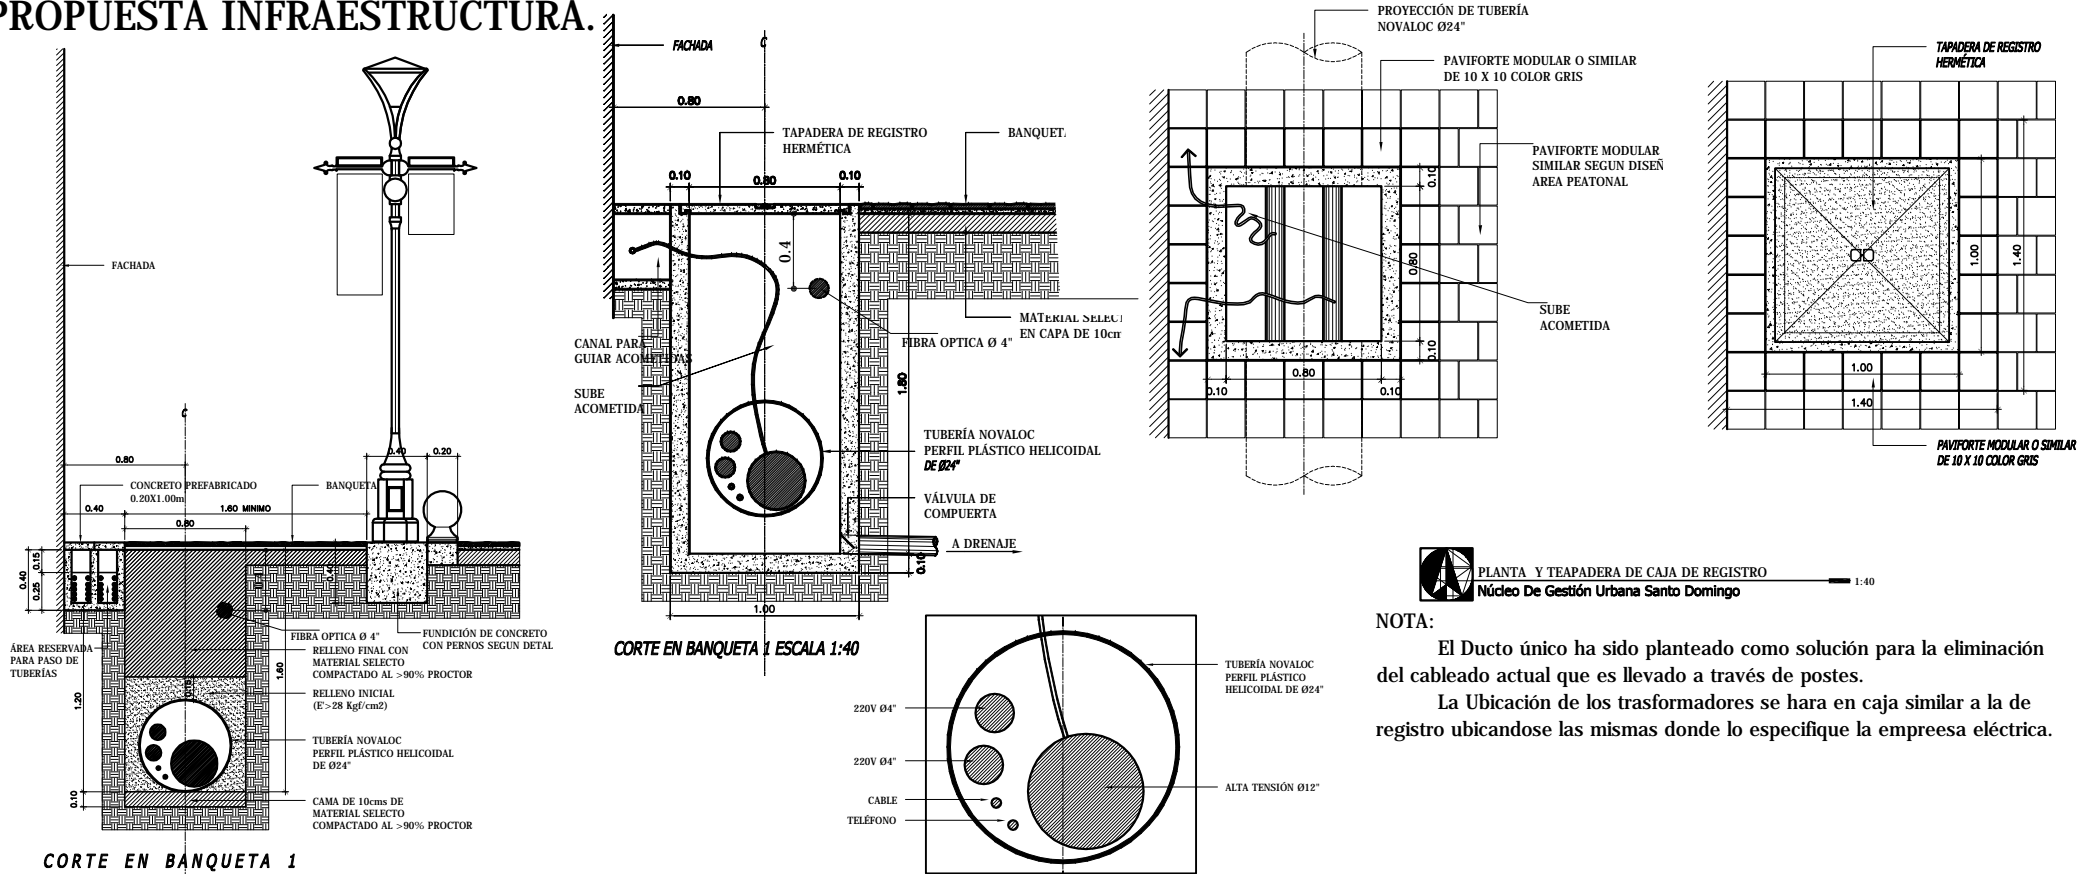 PROPUESTA INFRAESTRUCTURA.
FACHADA
0.80
CONCRETO PREFABRICADO
0.20X1.00m
BANQUETA
0.40
0.20
0.40
1.60 MINIMO
0.80
0.40
0.15
0.25
0.40
FIBRA OPTICA Ø 4"
FUNDICIÓN DE CONCRETO
CON PERNOS SEGUN DETAL
ÁREA RESERVADA
PARA PASO DE
TUBERÍAS
RELLENO FINAL CON
MATERIAL SELECTO
COMPACTADO AL >90% PROCTOR
0.15
1.60
1.20
RELLENO INICIAL
(E'>28 Kgf/cm2)
TUBERÍA NOVALOC
PERFIL PLÁSTICO HELICOIDAL
DE Ø24"
0.10
CAMA DE 10cms DE
MATERIAL SELECTO
COMPACTADO AL >90% PROCTOR
CORTE EN BANQUETA 1
FACHADA
0.80
TAPADERA DE REGISTRO
HERMÉTICA
BANQUETA
0.10
0.80
0.10
0.4
MATERIAL SELECT
EN CAPA DE 10cm
FIBRA OPTICA Ø 4"
CANAL PARA
GUIAR ACOMETIDAS
SUBE
ACOMETIDA
1.80
TUBERÍA NOVALOC
PERFIL PLÁSTICO HELICOIDAL
DE Ø24"
VÁLVULA DE
COMPUERTA
A DRENAJE
0.10
1.00
CORTE EN BANQUETA 1 ESCALA 1:40
TUBERÍA NOVALOC
PERFIL PLÁSTICO
HELICOIDAL DE Ø24"
220V Ø4"
220V Ø4"
CABLE
TELÉFONO
ALTA TENSIÓN Ø12"
PROYECCIÓN DE TUBERÍA
NOVALOC Ø24"
PAVIFORTE MODULAR O SIMILAR
DE 10 X 10 COLOR GRIS
PAVIFORTE MODULAR
SIMILAR SEGUN DISEÑ
AREA PEATONAL
0.10
0.80
0.10
SUBE
ACOMETIDA
0.80
0.10
0.10
TAPADERA DE REGISTRO
HERMÉTICA
1.00
1.40
1.00
1.40
PAVIFORTE MODULAR O SIMILAR
DE 10 X 10 COLOR GRIS
PLANTA Y TEAPADERA DE CAJA DE REGISTRO
1:40
Núcleo De Gestión Urbana Santo Domingo
NOTA:
El Ducto único ha sido planteado como solución para la eliminación
del cableado actual que es llevado a través de postes.
La Ubicación de los trasformadores se hara en caja similar a la de
registro ubicandose las mismas donde lo especifique la empreesa eléctrica.